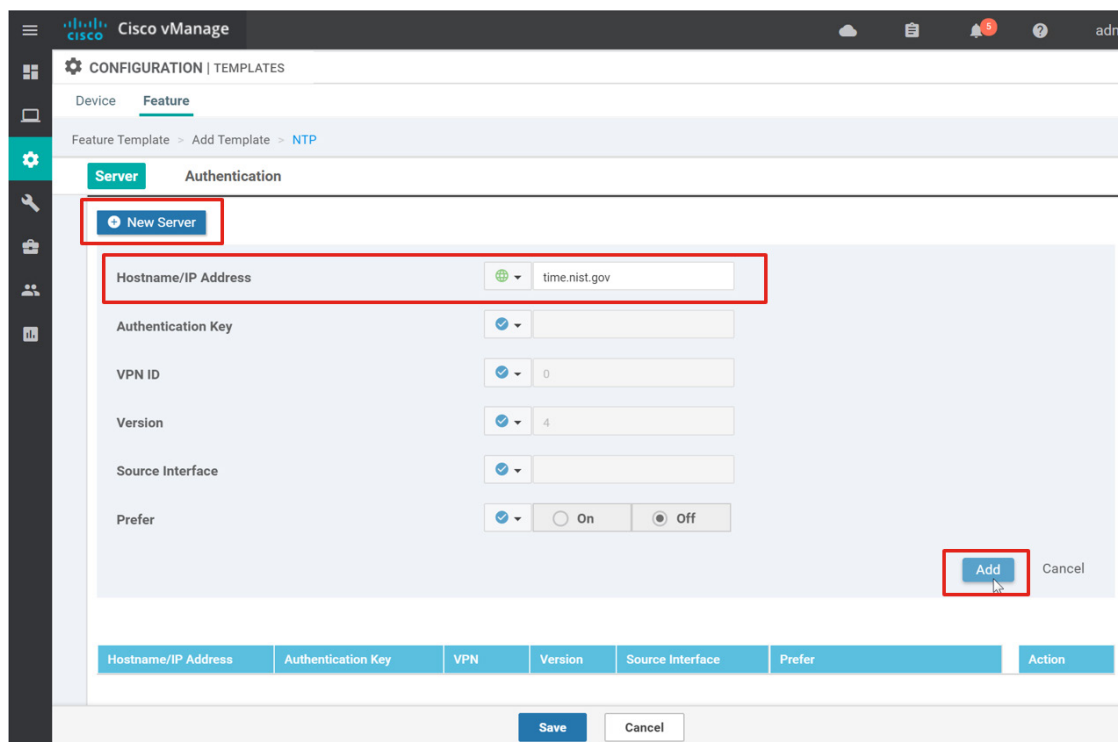 cisco Cisco vManage 5 adm
CONFIGURATION | TEMPLATES
Device Feature
Feature Template > Add Template > NTP
Server Authentication
New Server
Hostname/IP Address time.nist.gov
Authentication Key
VPN ID 0
Version 4
Source Interface
Prefer On Off
Add Cancel
Hostname/IP Address Authentication Key VPN Version Source Interface Prefer Action
Save Cancel